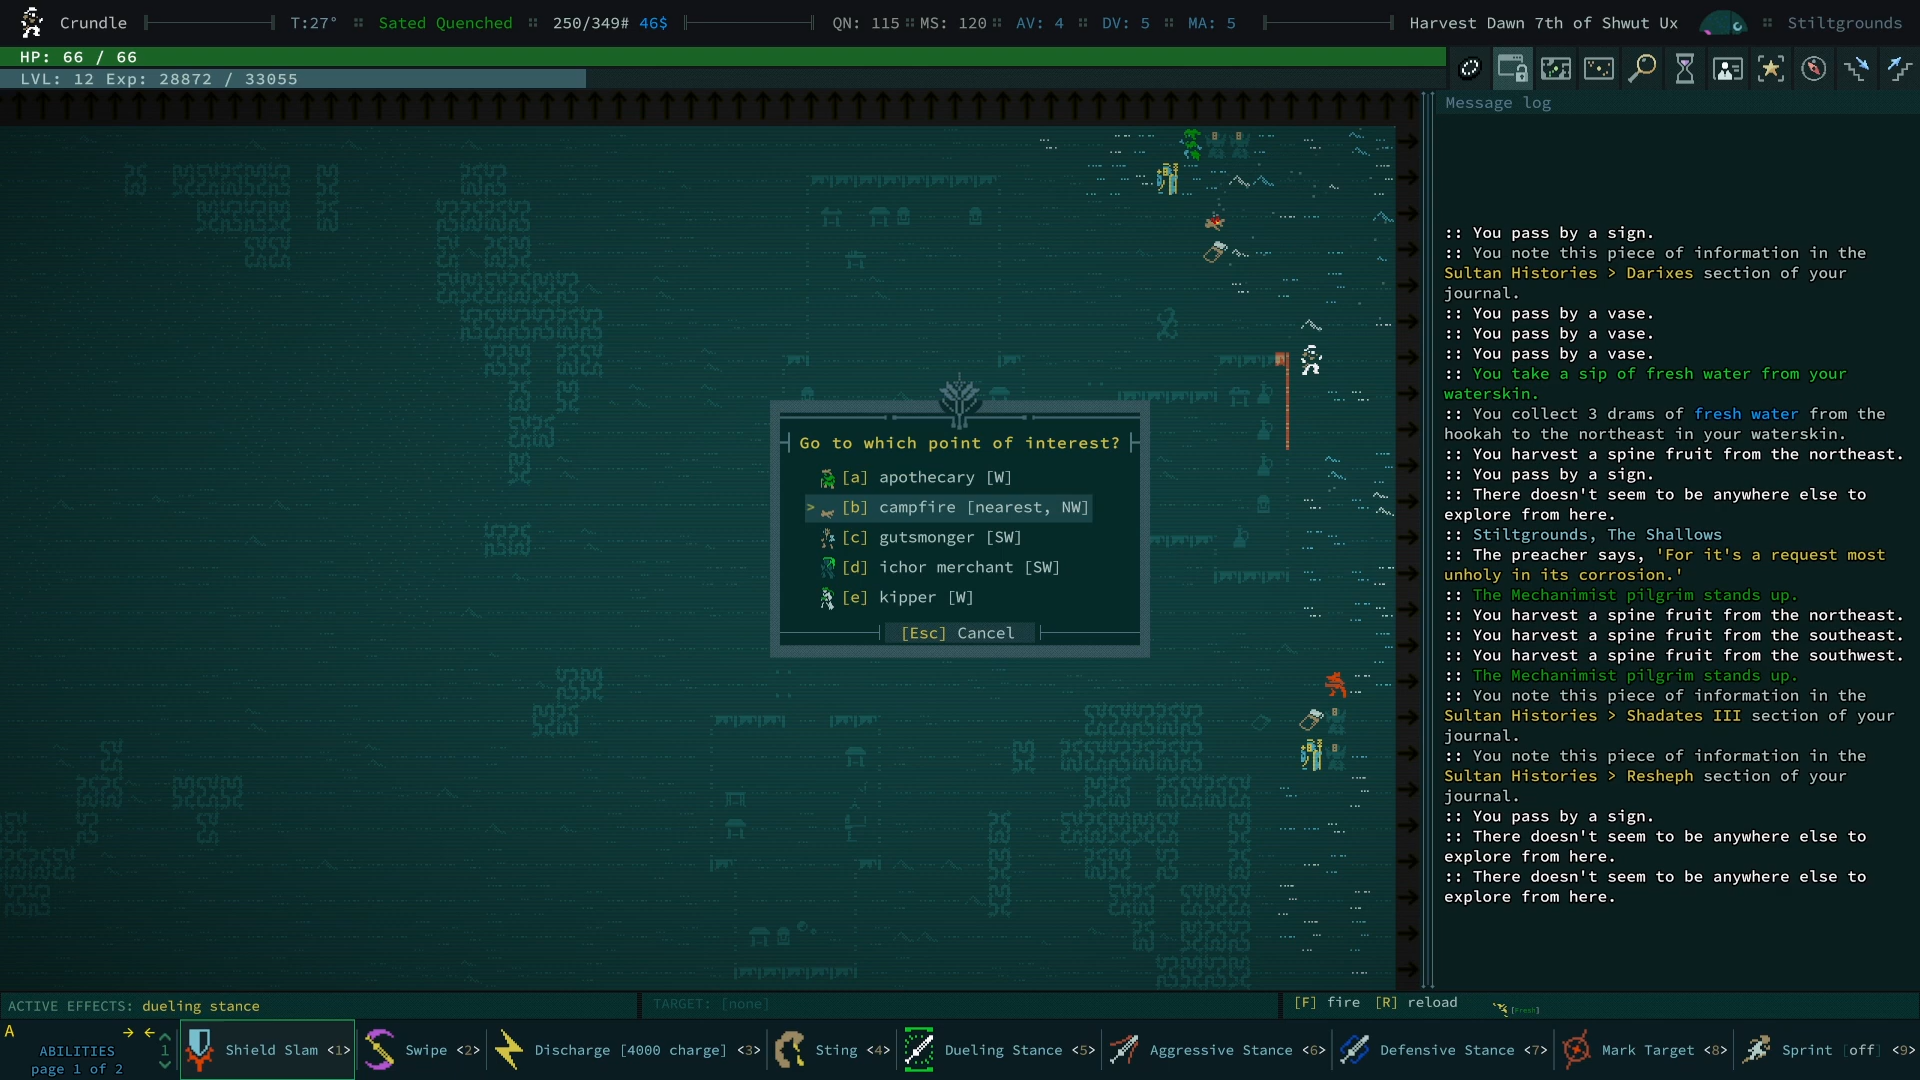 Crundle T:27° Sated Quenched 250/349# 46$ QN: 115 MS: 120 AV: 4 DV: 5 MA: 5 Harvest Dawn 7th of Shwut Ux Stiltgrounds
HP: 66 / 66
LVL: 12 Exp: 28872 / 33055
Message log
:: You pass by a sign.
:: You note this piece of information in the
Sultan Histories > Darixes section of your
journal.
:: You pass by a vase.
:: You pass by a vase.
:: You pass by a vase.
:: You take a sip of fresh water from your
waterskin.
:: You collect 3 drams of fresh water from the
hookah to the northeast in your waterskin.
:: You harvest a spine fruit from the northeast.
:: You pass by a sign.
:: There doesn't seem to be anywhere else to
explore from here.
:: Stiltgrounds, The Shallows
:: The preacher says, 'For it's a request most
unholy in its corrosion.'
:: The Mechanimist pilgrim stands up.
:: You harvest a spine fruit from the northeast.
:: You harvest a spine fruit from the southeast.
:: You harvest a spine fruit from the southwest.
:: The Mechanimist pilgrim stands up.
:: You note this piece of information in the
Sultan Histories > Shadates III section of your
journal.
:: You note this piece of information in the
Sultan Histories > Resheph section of your
journal.
:: You pass by a sign.
:: There doesn't seem to be anywhere else to
explore from here.
:: There doesn't seem to be anywhere else to
explore from here.
Go to which point of interest?
[a] apothecary [W]
> [b] campfire [nearest, NW]
[c] gutsmonger [SW]
[d] ichor merchant [SW]
[e] kipper [W]
[Esc] Cancel
ACTIVE EFFECTS: dueling stance
TARGET: [none]
[F] fire [R] reload [Fresh]
A
ABILITIES
page 1 of 2
1
Shield Slam <1> Swipe <2> Discharge [4000 charge] <3> Sting <4> Dueling Stance <5> Aggressive Stance <6> Defensive Stance <7> Mark Target <8> Sprint [off] <9>